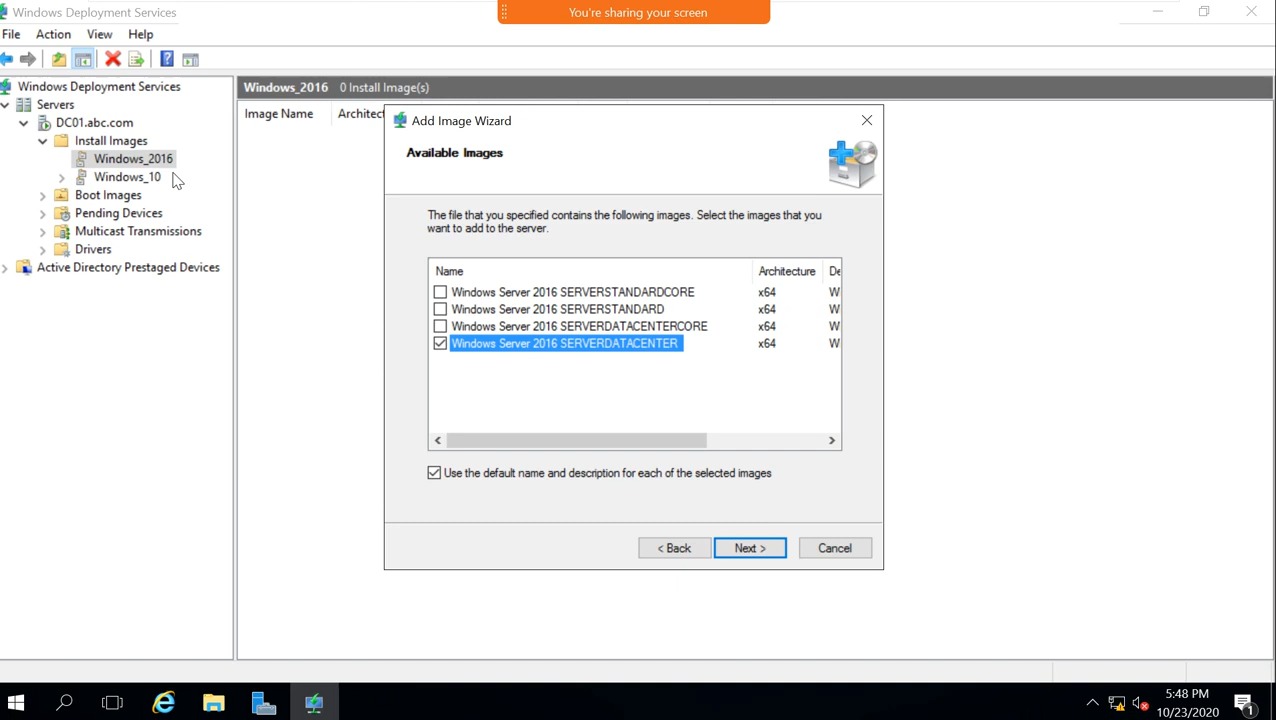 Windows Deployment Services
You're sharing your screen
File Action View Help
Windows Deployment Services
Servers
DC01.abc.com
Install Images
Windows_2016
Windows_10
Boot Images
Pending Devices
Multicast Transmissions
Drivers
Active Directory Prestaged Devices
Windows_2016 0 Install Image(s)
Image Name Architect
Add Image Wizard
Available Images
The file that you specified contains the following images. Select the images that you
want to add to the server.
Name Architecture De
Windows Server 2016 SERVERSTANDARDCORE x64 W
Windows Server 2016 SERVERSTANDARD x64 W
Windows Server 2016 SERVERDATACENTERCORE x64 W
Windows Server 2016 SERVERDATACENTER x64 W
Use the default name and description for each of the selected images
< Back Next > Cancel
5:48 PM
10/23/2020
1